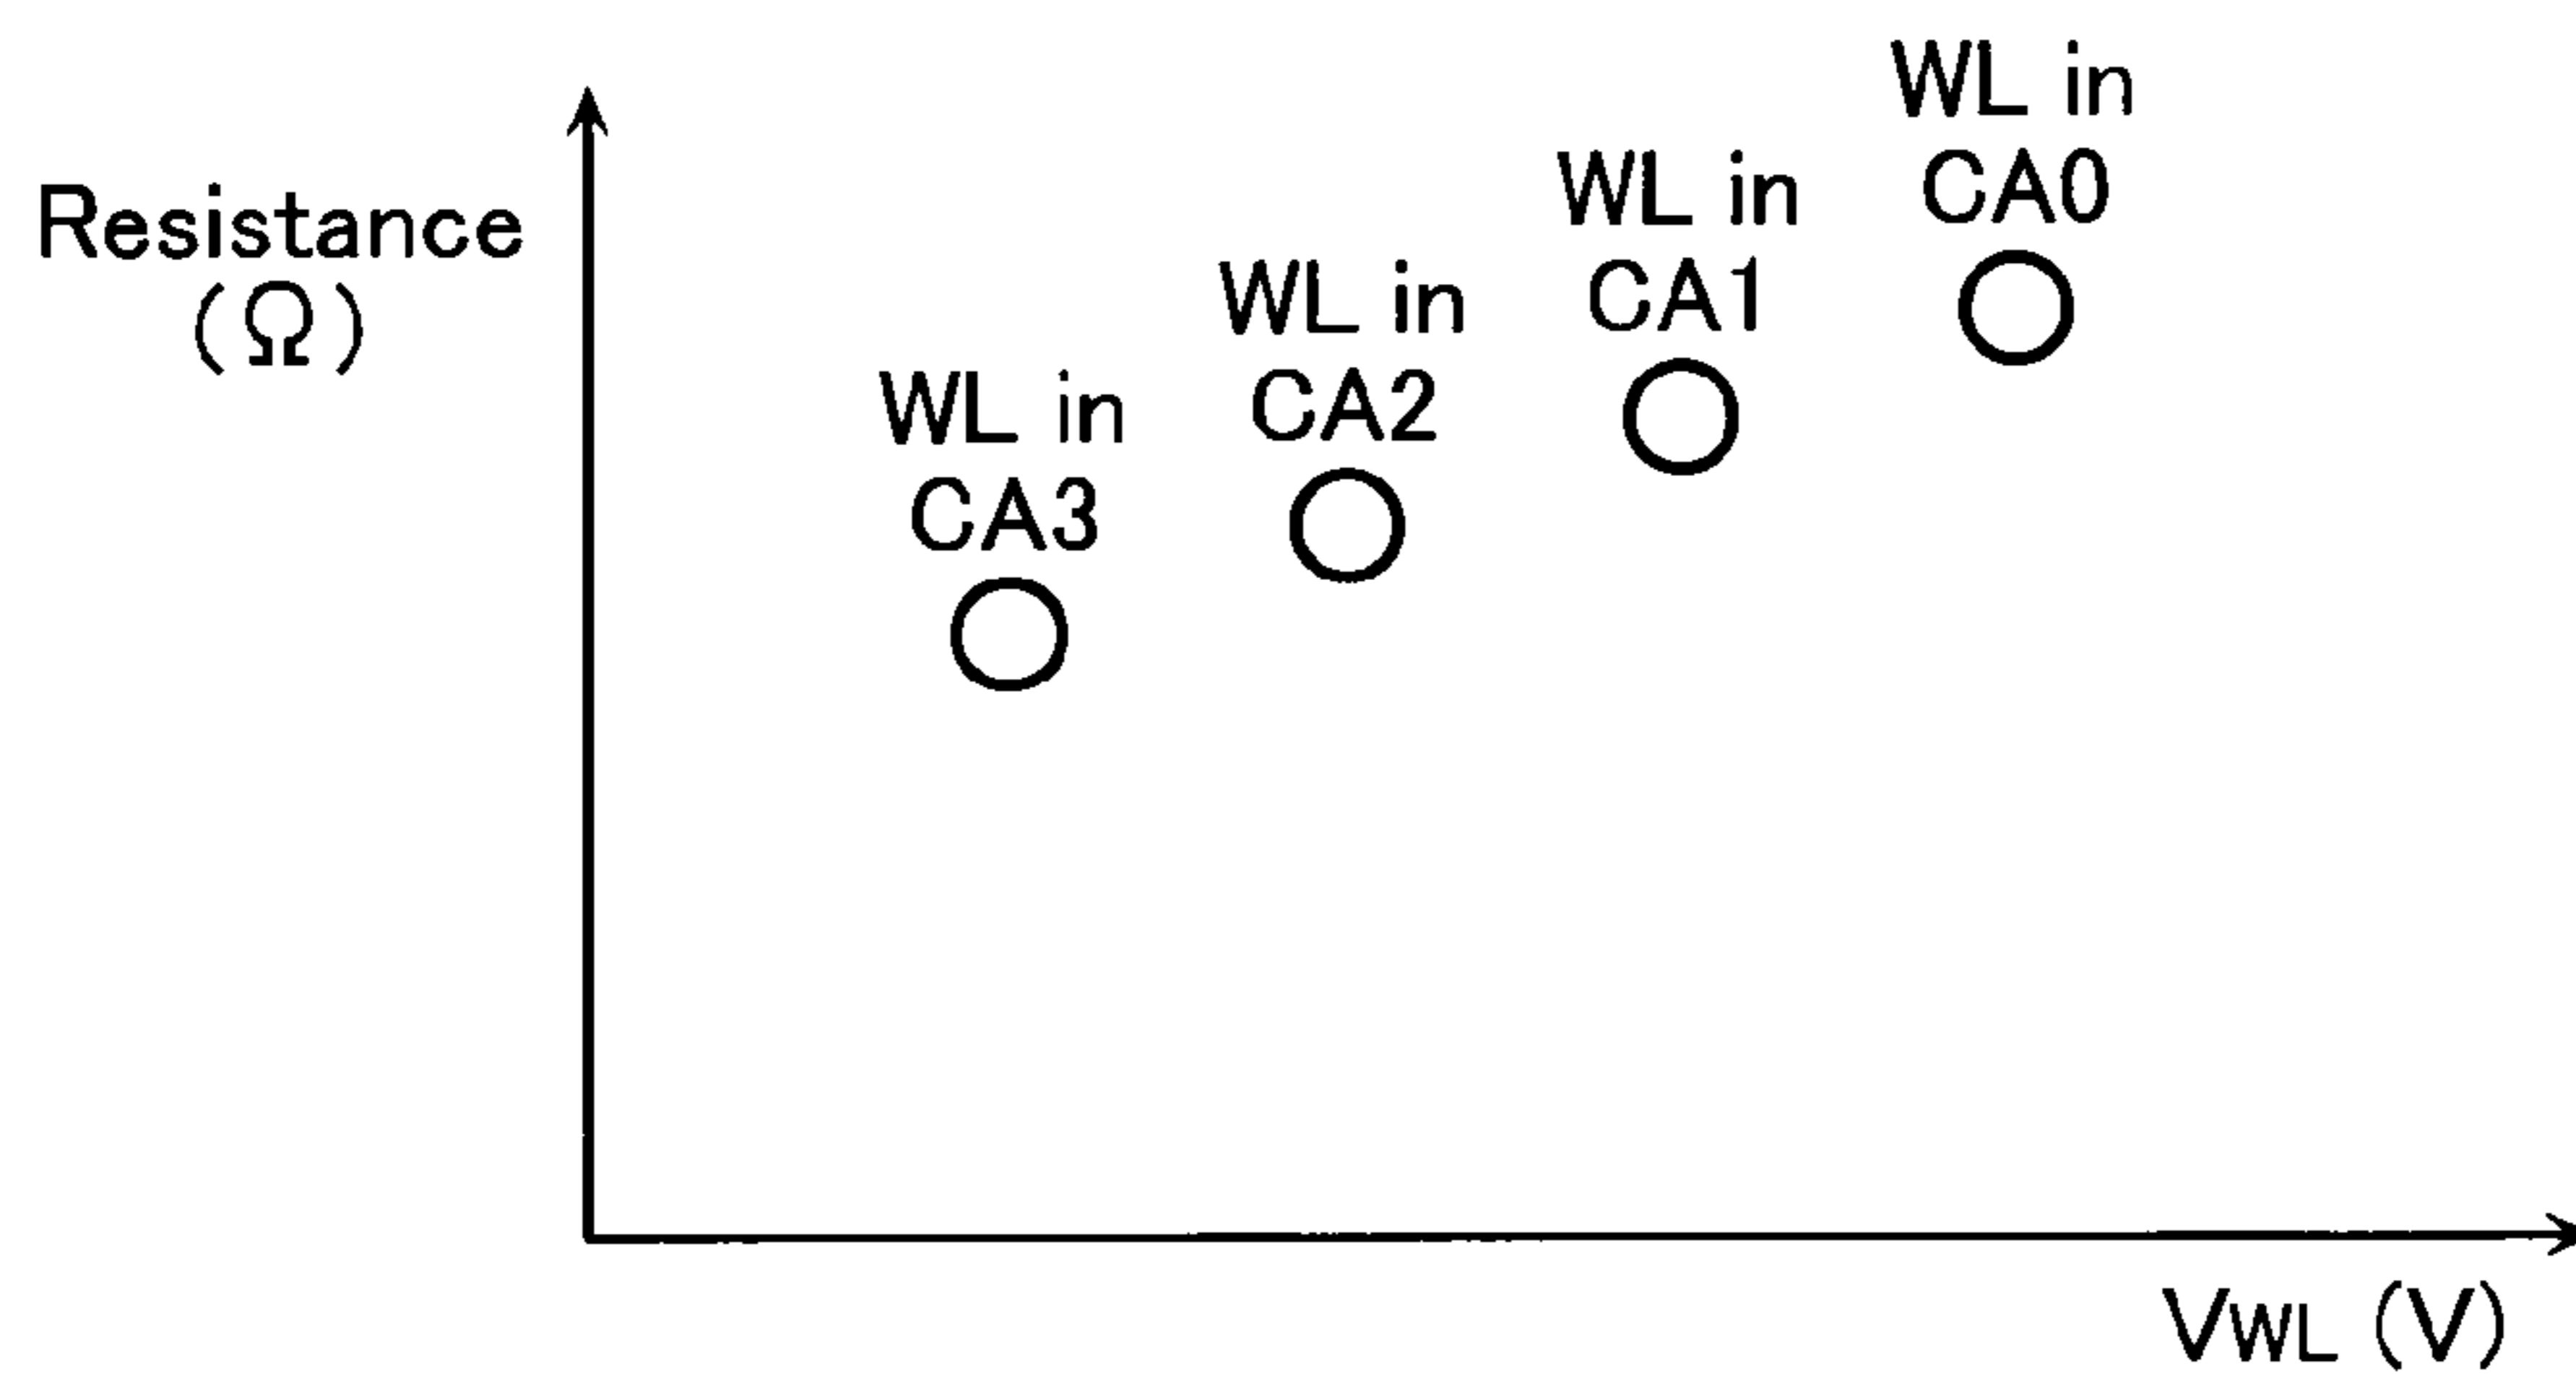 Resistance
(Ω)
WL in
CA3
WL in
CA2
WL in
CA1
WL in
CA0
VWL (V)